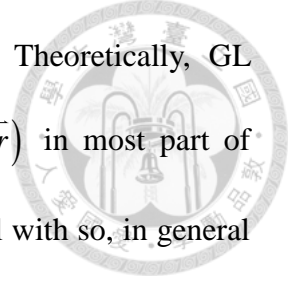 Theoretically, GL
r) in most part of
with so, in general